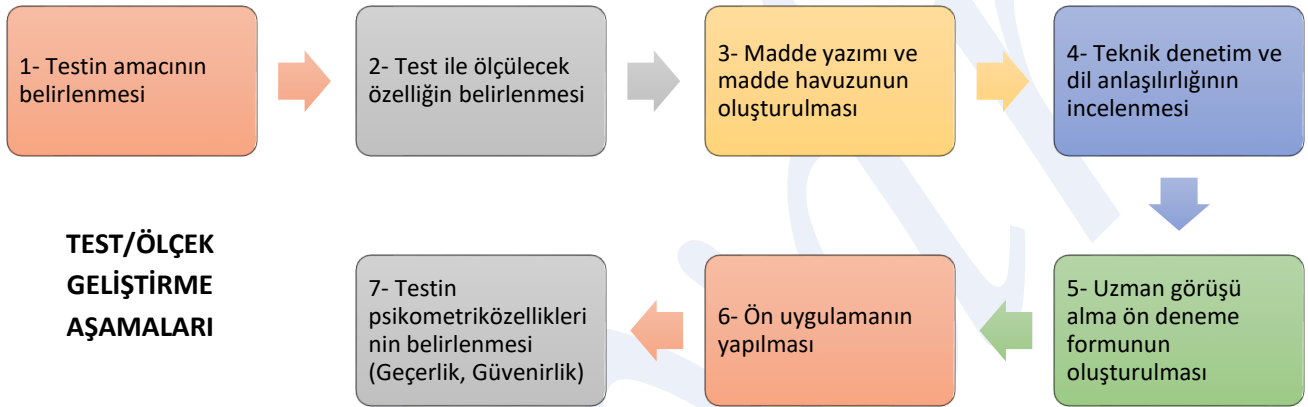 1- Testin amacının
belirlenmesi
2- Test ile ölçülecek
özelliğin belirlenmesi
3- Madde yazımı ve
madde havuzunun
oluşturulması
4- Teknik denetim ve
dil anlaşılırlığının
incelenmesi
TEST/ÖLÇEK
GELİŞTİRME
AŞAMALARI
5- Uzman görüşü
alma ön deneme
formunun
oluşturulması
6- Ön uygulamanın
yapılması
7- Testin
psikometriközellikleri
nin belirlenmesi
(Geçerlik, Güvenirlik)